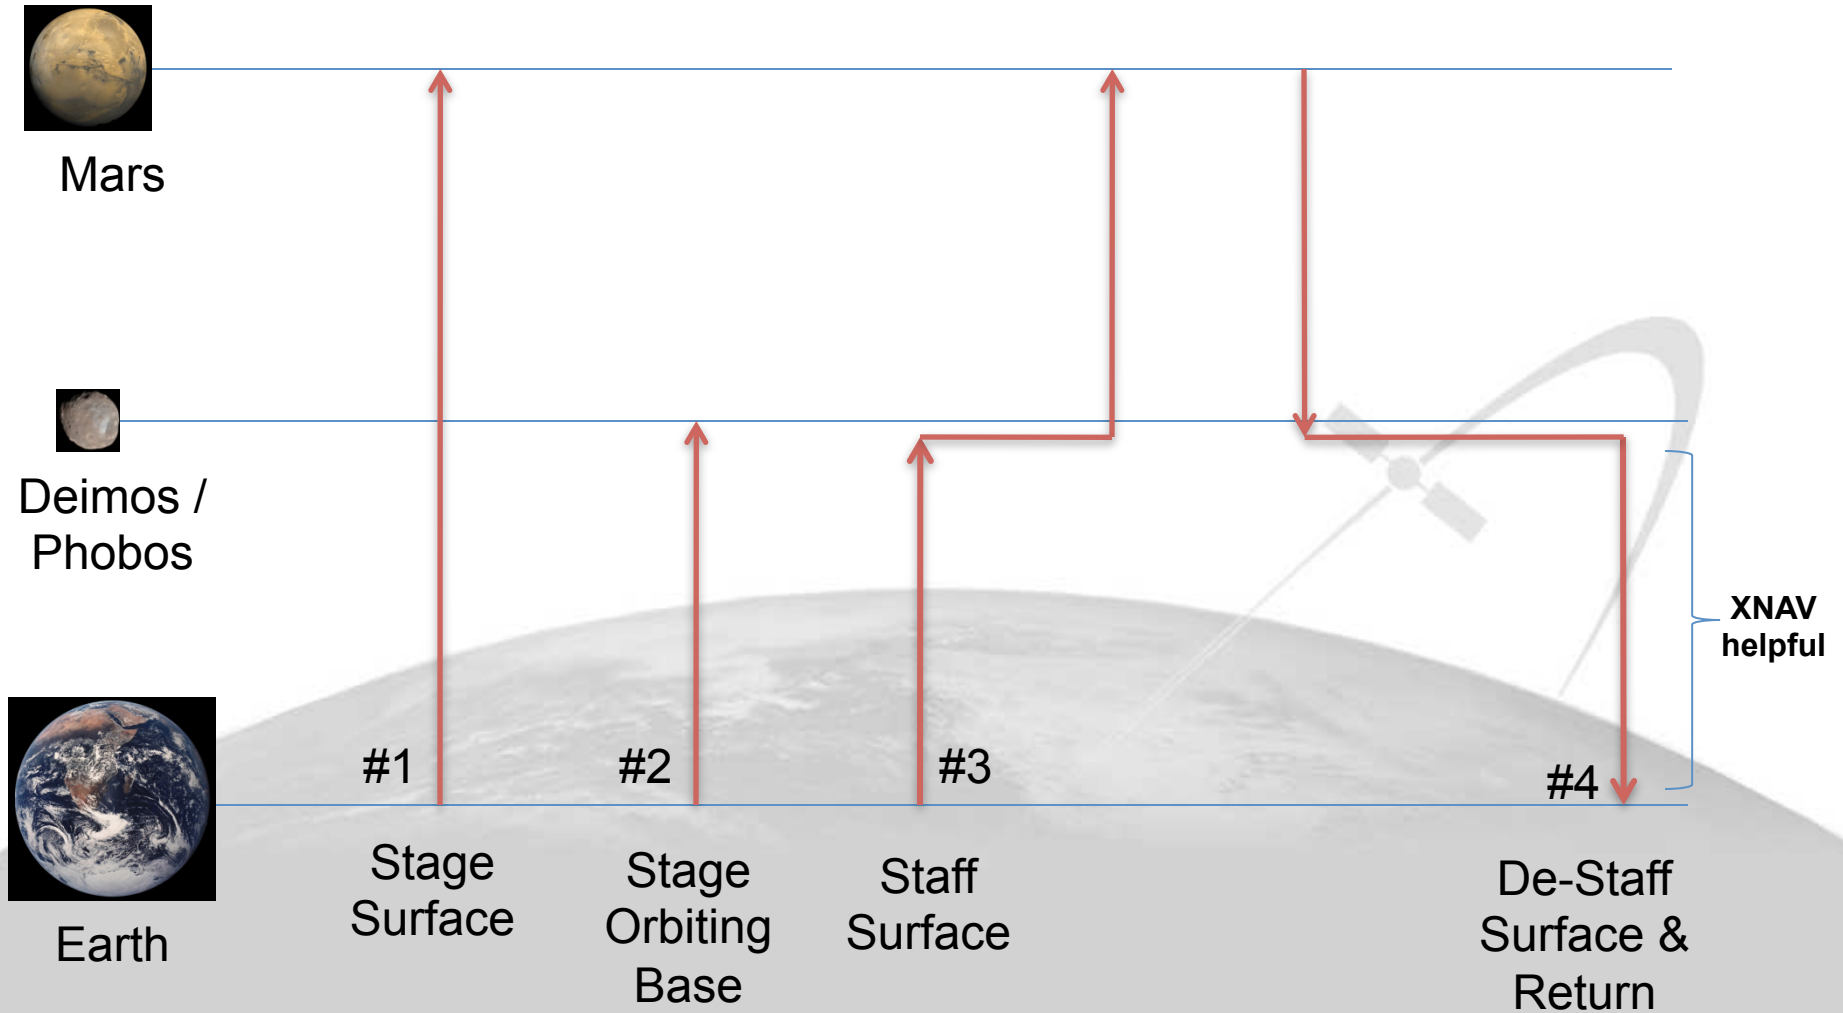 Mars
Deimos /
Phobos
XNAV
helpful
Earth
#1
#2
#3
#4
Stage
Surface
Stage
Orbiting
Base
Staff
Surface
De-Staff
Surface &
Return